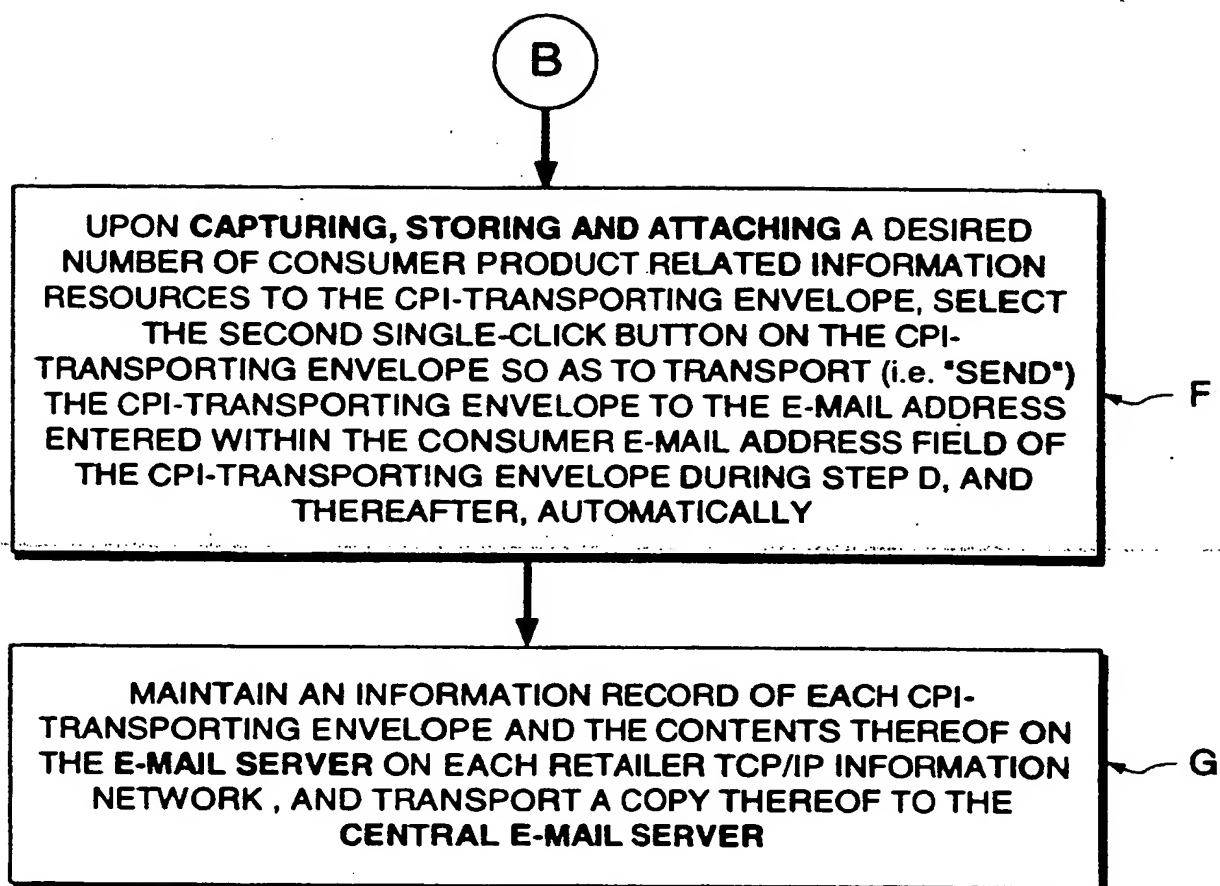 B
UPON CAPTURING, STORING AND ATTACHING A DESIRED
NUMBER OF CONSUMER PRODUCT RELATED INFORMATION
RESOURCES TO THE CPI-TRANSPORTING ENVELOPE, SELECT
THE SECOND SINGLE-CLICK BUTTON ON THE CPI-
TRANSPORTING ENVELOPE SO AS TO TRANSPORT (i.e. "SEND")
THE CPI-TRANSPORTING ENVELOPE TO THE E-MAIL ADDRESS
ENTERED WITHIN THE CONSUMER E-MAIL ADDRESS FIELD OF
THE CPI-TRANSPORTING ENVELOPE DURING STEP D, AND
THEREAFTER, AUTOMATICALLY
F
MAINTAIN AN INFORMATION RECORD OF EACH CPI-
TRANSPORTING ENVELOPE AND THE CONTENTS THEREOF ON
THE E-MAIL SERVER ON EACH RETAILER TCP/IP INFORMATION
NETWORK , AND TRANSPORT A COPY THEREOF TO THE
CENTRAL E-MAIL SERVER
G